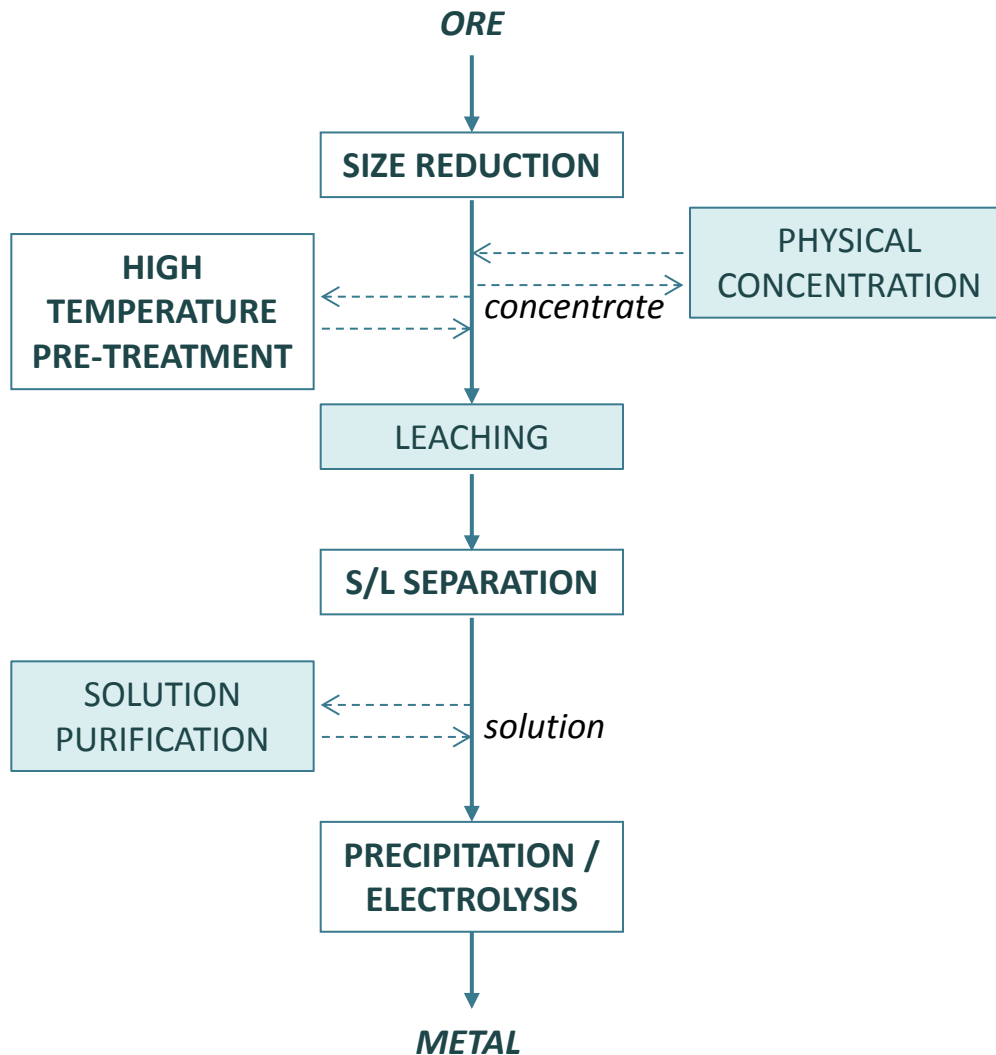 ORE
SIZE REDUCTION
PHYSICAL
CONCENTRATION
HIGH
TEMPERATURE
PRE-TREATMENT
concentrate
LEACHING
S/L SEPARATION
SOLUTION
PURIFICATION
solution
PRECIPITATION /
ELECTROLYSIS
METAL